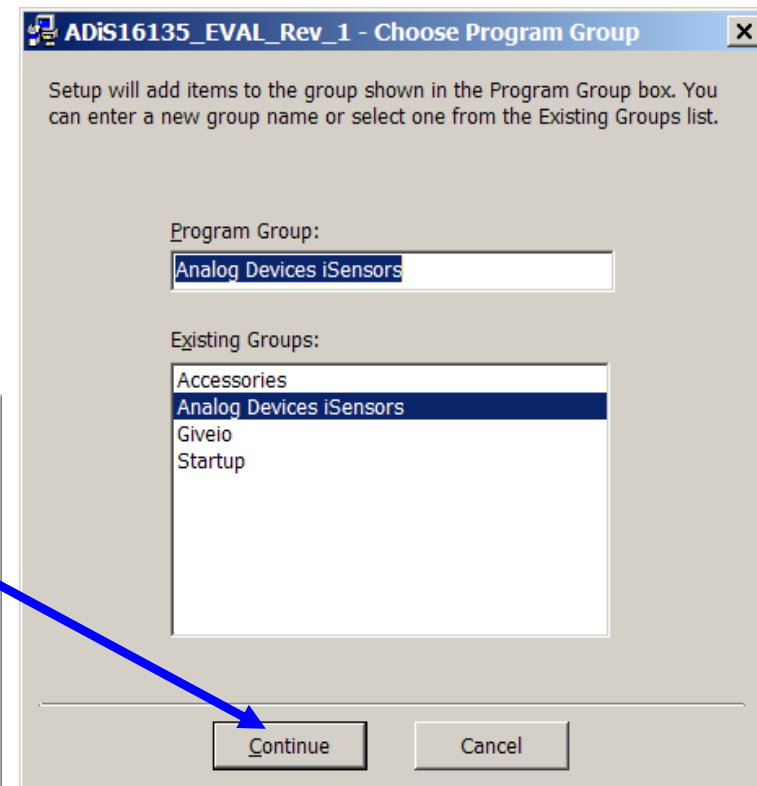 ADiS16135_EVAL_Rev_1 - Choose Program Group
Setup will add items to the group shown in the Program Group box. You
can enter a new group name or select one from the Existing Groups list.
Program Group:
Analog Devices iSensors
Existing Groups:
Accessories
Analog Devices iSensors
Giveio
Startup
Continue Cancel